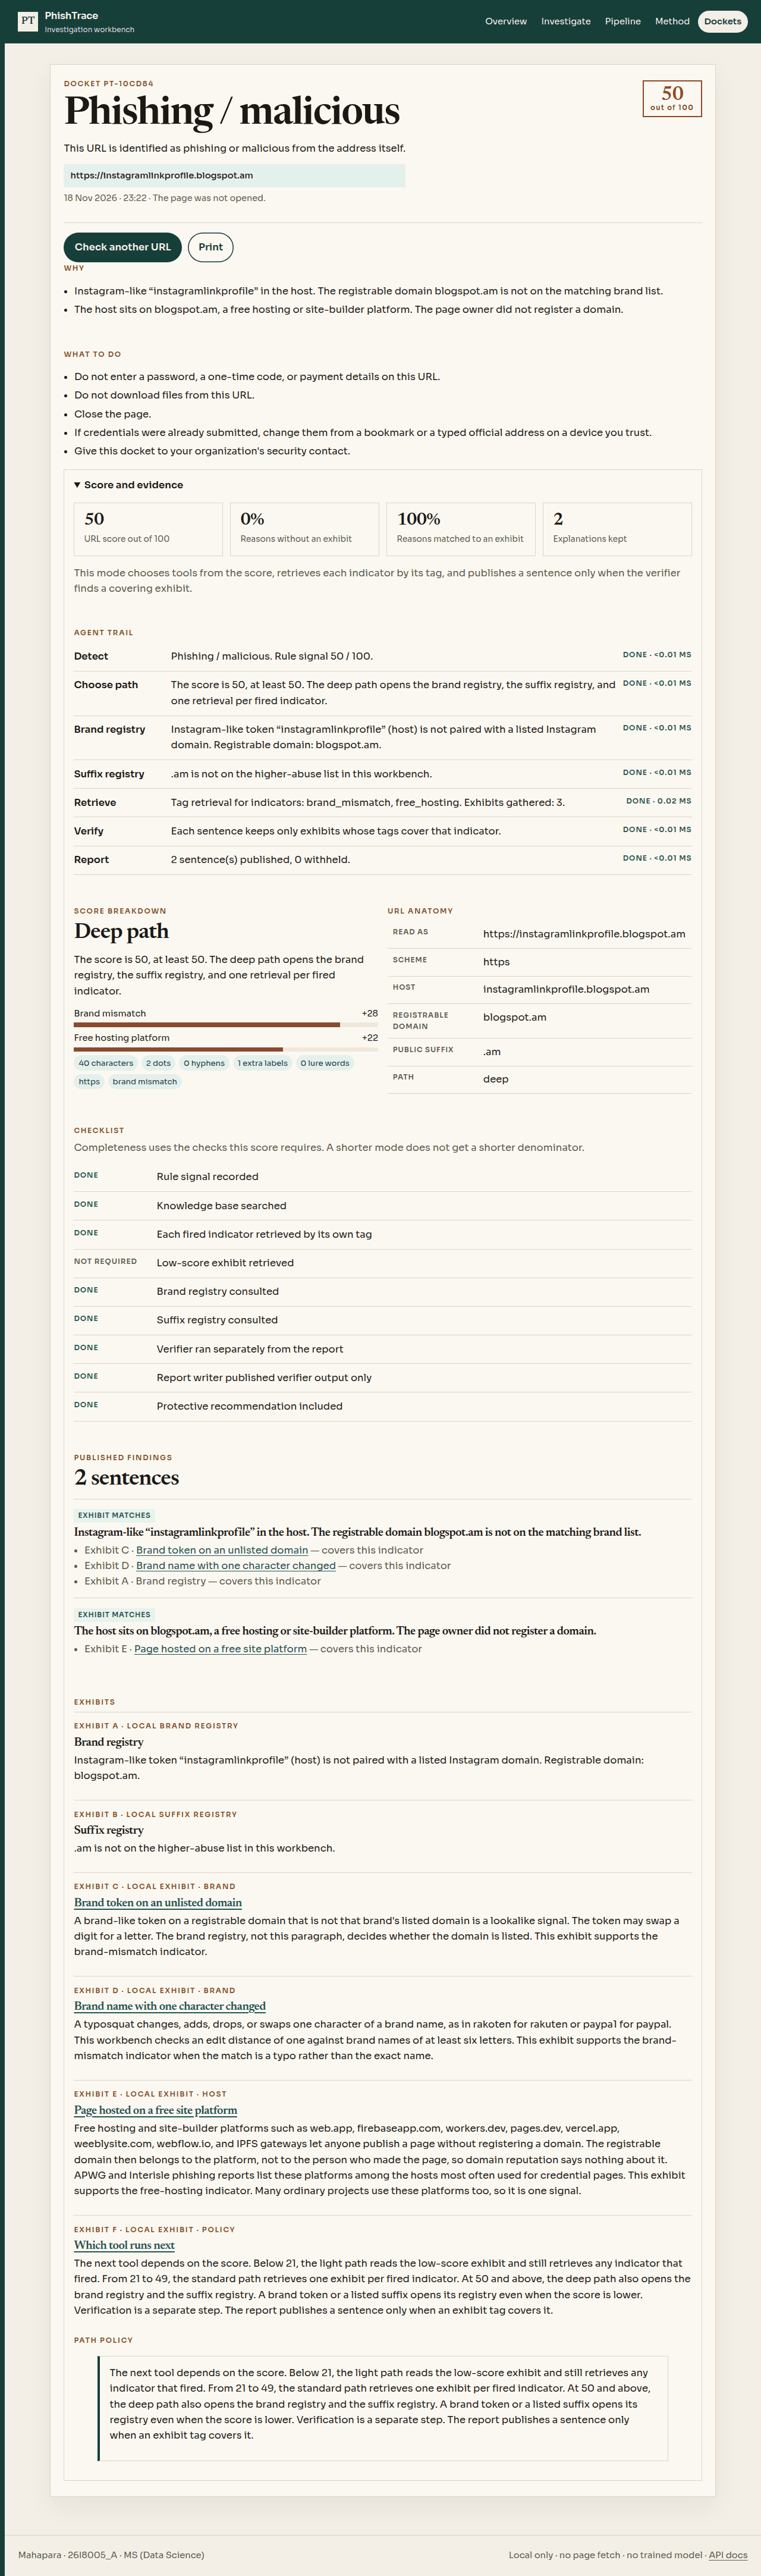 PT
PhishTrace
Investigation workbench
Overview
Investigate
Pipeline
Method
Dockets
DOCKET PT-10CD84
Phishing / malicious
50
out of 100
This URL is identified as phishing or malicious from the address itself.
https://instagramlinkprofile.blogspot.am
18 Nov 2026 · 23:22 · The page was not opened.
Check another URL
Print
WHY
• Instagram-like “instagramlinkprofile” in the host. The registrable domain blogspot.am is not on the matching brand list.
• The host sits on blogspot.am, a free hosting or site-builder platform. The page owner did not register a domain.
WHAT TO DO
• Do not enter a password, a one-time code, or payment details on this URL.
• Do not download files from this URL.
• Close the page.
• If credentials were already submitted, change them from a bookmark or a typed official address on a device you trust.
• Give this docket to your organization's security contact.
▼ Score and evidence
50
URL score out of 100
0%
Reasons without an exhibit
100%
Reasons matched to an exhibit
2
Explanations kept
This mode chooses tools from the score, retrieves each indicator by its tag, and publishes a sentence only when the verifier
finds a covering exhibit.
AGENT TRAIL
Detect
Phishing / malicious. Rule signal 50 / 100.
DONE · <0.01 MS
Choose path
The score is 50, at least 50. The deep path opens the brand registry, the suffix registry, and
one retrieval per fired indicator.
DONE · <0.01 MS
Brand registry
Instagram-like token “instagramlinkprofile” (host) is not paired with a listed Instagram
domain. Registrable domain: blogspot.am.
DONE · <0.01 MS
Suffix registry
.am is not on the higher-abuse list in this workbench.
DONE · <0.01 MS
Retrieve
Tag retrieval for indicators: brand_mismatch, free_hosting. Exhibits gathered: 3.
DONE · 0.02 MS
Verify
Each sentence keeps only exhibits whose tags cover that indicator.
DONE · <0.01 MS
Report
2 sentence(s) published, 0 withheld.
DONE · <0.01 MS
SCORE BREAKDOWN
Deep path
The score is 50, at least 50. The deep path opens the brand
registry, the suffix registry, and one retrieval per fired
indicator.
Brand mismatch +28
Free hosting platform +22
40 characters
2 dots
0 hyphens
1 extra labels
0 lure words
https
brand mismatch
URL ANATOMY
READ AS
https://instagramlinkprofile.blogspot.am
SCHEME
https
HOST
instagramlinkprofile.blogspot.am
REGISTRABLE
DOMAIN
blogspot.am
PUBLIC SUFFIX
.am
PATH
deep
CHECKLIST
Completeness uses the checks this score requires. A shorter mode does not get a shorter denominator.
DONE Rule signal recorded
DONE Knowledge base searched
DONE Each fired indicator retrieved by its own tag
NOT REQUIRED Low-score exhibit retrieved
DONE Brand registry consulted
DONE Suffix registry consulted
DONE Verifier ran separately from the report
DONE Report writer published verifier output only
DONE Protective recommendation included
PUBLISHED FINDINGS
2 sentences
EXHIBIT MATCHES
Instagram-like “instagramlinkprofile” in the host. The registrable domain blogspot.am is not on the matching brand list.
• Exhibit C · Brand token on an unlisted domain — covers this indicator
• Exhibit D · Brand name with one character changed — covers this indicator
• Exhibit A · Brand registry — covers this indicator
EXHIBIT MATCHES
The host sits on blogspot.am, a free hosting or site-builder platform. The page owner did not register a domain.
• Exhibit E · Page hosted on a free site platform — covers this indicator
EXHIBITS
EXHIBIT A · LOCAL BRAND REGISTRY
Brand registry
Instagram-like token “instagramlinkprofile” (host) is not paired with a listed Instagram domain. Registrable domain:
blogspot.am.
EXHIBIT B · LOCAL SUFFIX REGISTRY
Suffix registry
.am is not on the higher-abuse list in this workbench.
EXHIBIT C · LOCAL EXHIBIT · BRAND
Brand token on an unlisted domain
A brand-like token on a registrable domain that is not that brand's listed domain is a lookalike signal. The token may swap a
digit for a letter. The brand registry, not this paragraph, decides whether the domain is listed. This exhibit supports the
brand-mismatch indicator.
EXHIBIT D · LOCAL EXHIBIT · BRAND
Brand name with one character changed
A typosquat changes, adds, drops, or swaps one character of a brand name, as in rakoten for rakuten or paypa1 for paypal.
This workbench checks an edit distance of one against brand names of at least six letters. This exhibit supports the brand-
mismatch indicator when the match is a typo rather than the exact name.
EXHIBIT E · LOCAL EXHIBIT · HOST
Page hosted on a free site platform
Free hosting and site-builder platforms such as web.app, firebaseapp.com, workers.dev, pages.dev, vercel.app,
weeblysite.com, webflow.io, and IPFS gateways let anyone publish a page without registering a domain. The registrable
domain then belongs to the platform, not to the person who made the page, so domain reputation says nothing about it.
APWG and Interisle phishing reports list these platforms among the hosts most often used for credential pages. This exhibit
supports the free-hosting indicator. Many ordinary projects use these platforms too, so it is one signal.
EXHIBIT F · LOCAL EXHIBIT · POLICY
Which tool runs next
The next tool depends on the score. Below 21, the light path reads the low-score exhibit and still retrieves any indicator that
fired. From 21 to 49, the standard path retrieves one exhibit per fired indicator. At 50 and above, the deep path also opens the
brand registry and the suffix registry. A brand token or a listed suffix opens its registry even when the score is lower.
Verification is a separate step. The report publishes a sentence only when an exhibit tag covers it.
PATH POLICY
The next tool depends on the score. Below 21, the light path reads the low-score exhibit and still retrieves any
indicator that fired. From 21 to 49, the standard path retrieves one exhibit per fired indicator. At 50 and above,
the deep path also opens the brand registry and the suffix registry. A brand token or a listed suffix opens its
registry even when the score is lower. Verification is a separate step. The report publishes a sentence only
when an exhibit tag covers it.
Mahapara · 26I8005_A · MS (Data Science)
Local only · no page fetch · no trained model · API docs